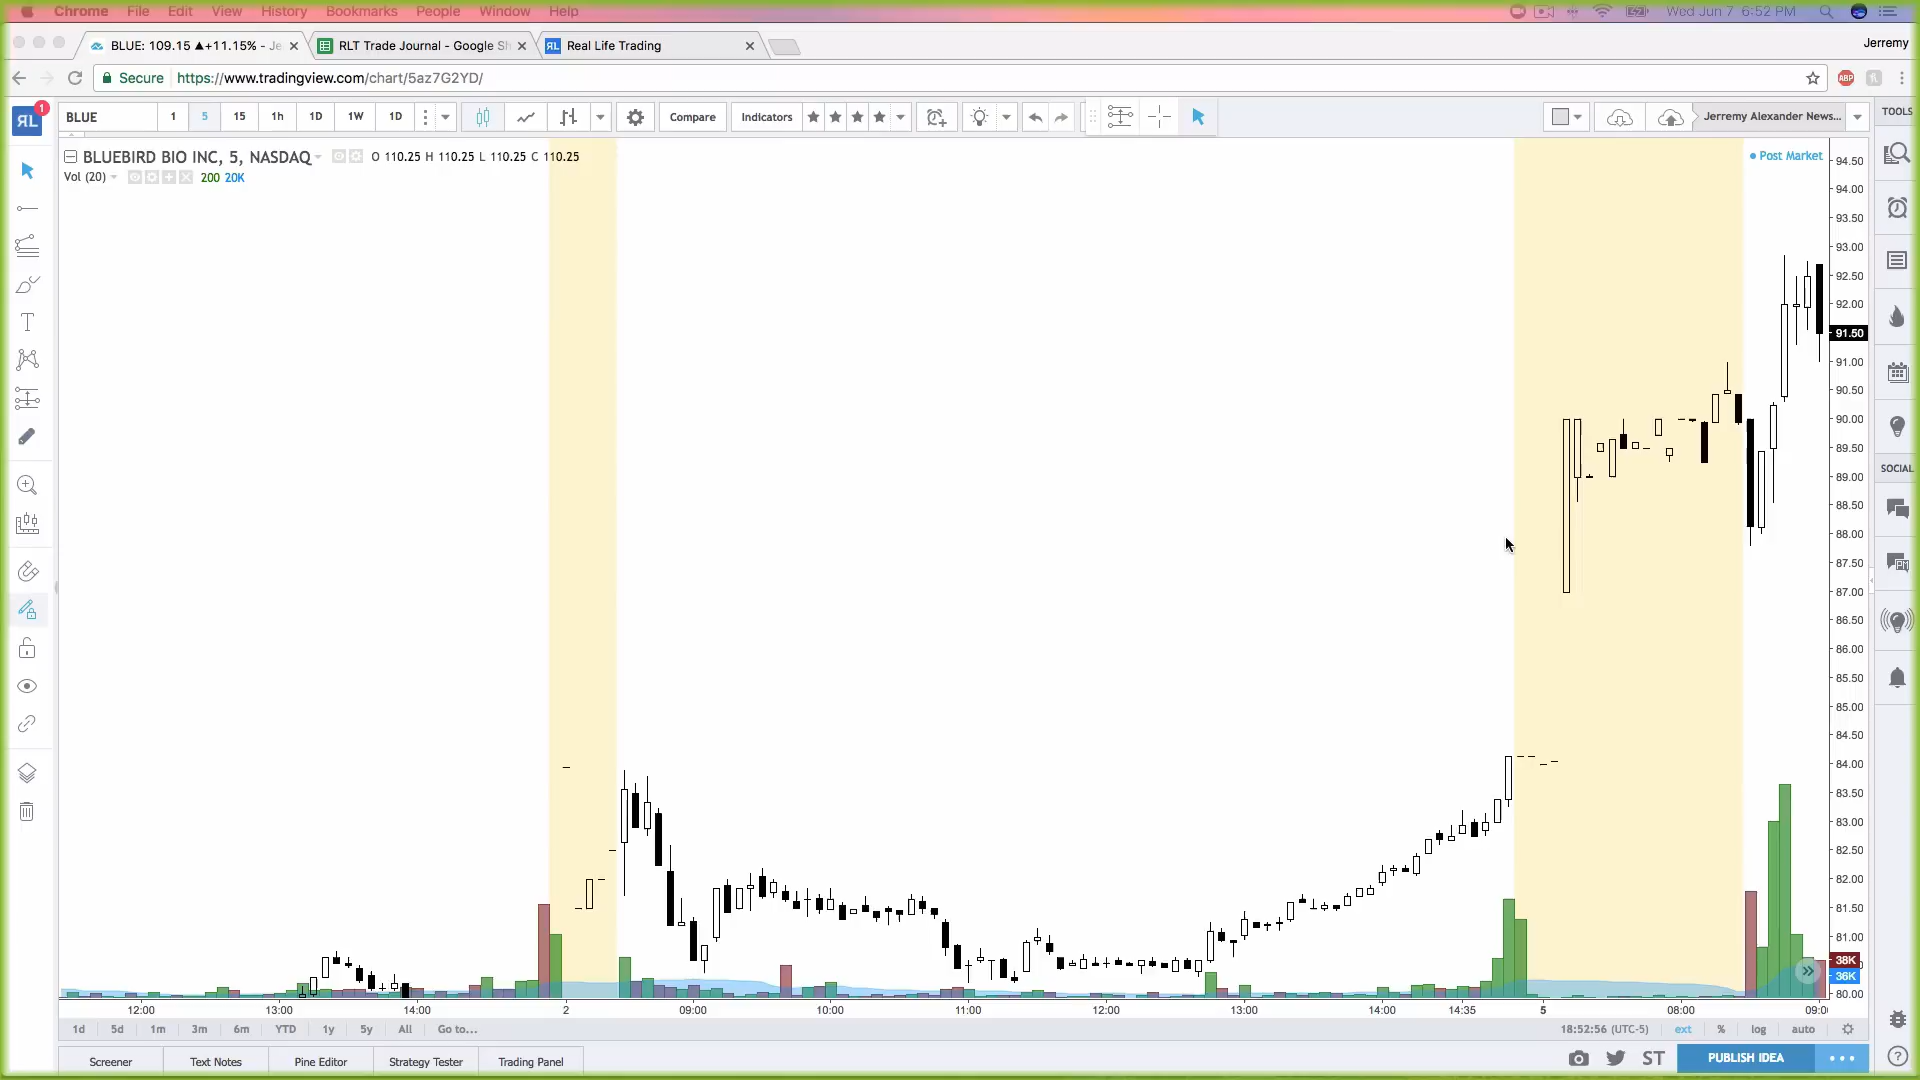 Chrome File Edit View History Bookmarks People Window Help Wed Jun 7 6:52 PM
BLUE: 109.15 ▲+11.15% - Je RLT Trade Journal - Google Sh Real Life Trading Jerremy
Secure https://www.tradingview.com/chart/5az7G2YD/ ABP
ЯL 1 BLUE 1 5 15 1h 1D 1W 1D Compare Indicators Jerremy Alexander News... TOOLS
BLUEBIRD BIO INC, 5, NASDAQ O 110.25 H 110.25 L 110.25 C 110.25 Post Market
Vol (20) 200 20K
94.50
94.00
93.50
93.00
92.50
92.00
91.50
91.00
90.50
90.00
89.50
89.00
88.50
88.00
87.50
87.00
86.50
86.00
85.50
85.00
84.50
84.00
83.50
83.00
82.50
82.00
81.50
81.00
38K
36K
80.00
SOCIAL
12:00 13:00 14:00 2 09:00 10:00 11:00 12:00 13:00 14:00 14:35 5 08:00 09:0
1d 5d 1m 3m 6m YTD 1y 5y All Go to... 18:52:56 (UTC-5) ext % log auto
Screener Text Notes Pine Editor Strategy Tester Trading Panel ST PUBLISH IDEA